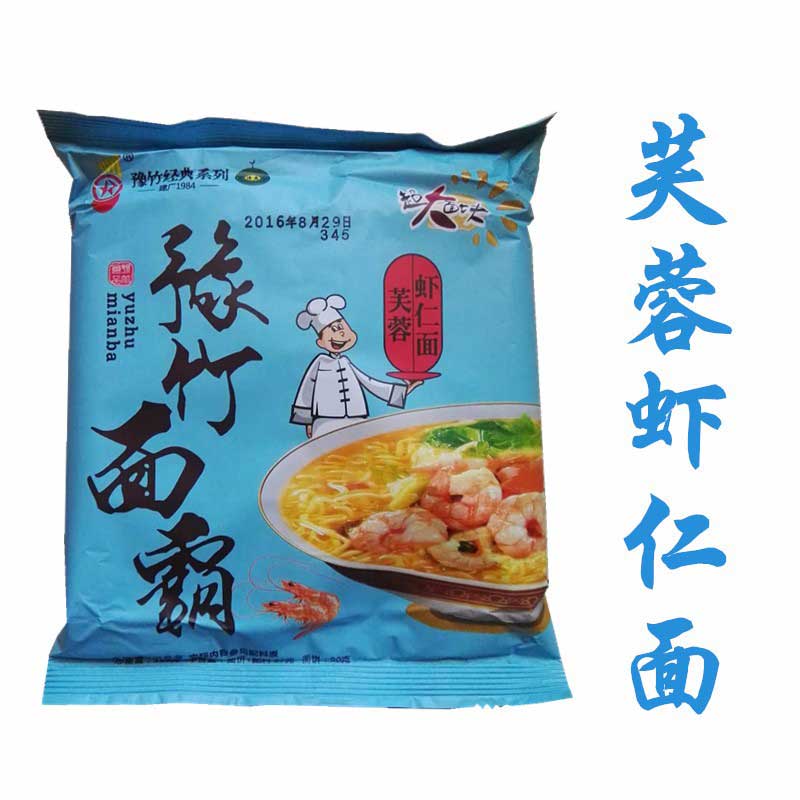 豫竹经典系列
建厂1984
2016年8月29日
345
超大面块
豫竹面霸
yuzhu
mianba
芙蓉
虾仁面
芙蓉虾仁面